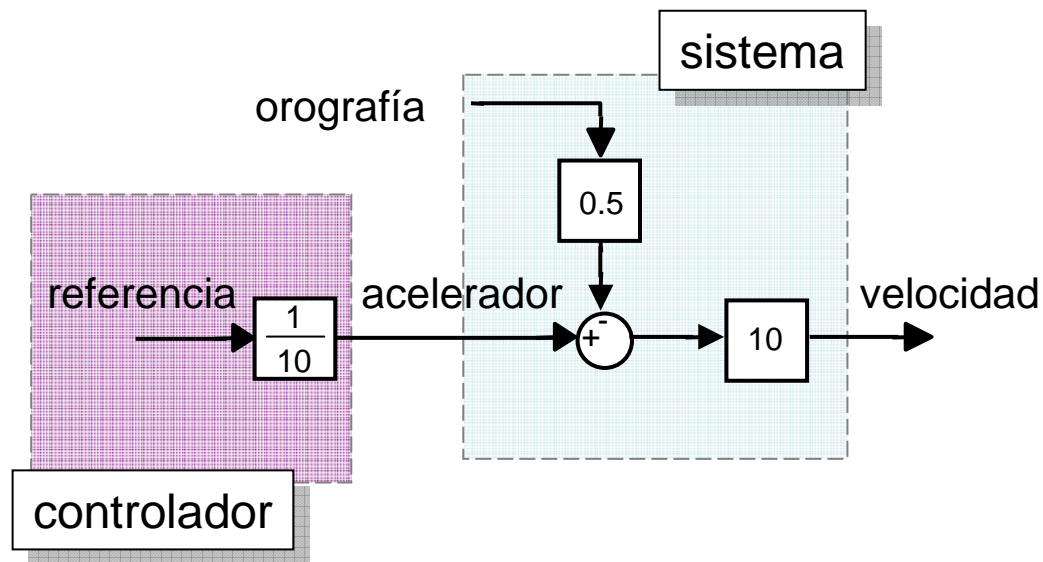 sistema
orografía
0.5
referencia
acelerador
velocidad
1
10
+
-
10
controlador